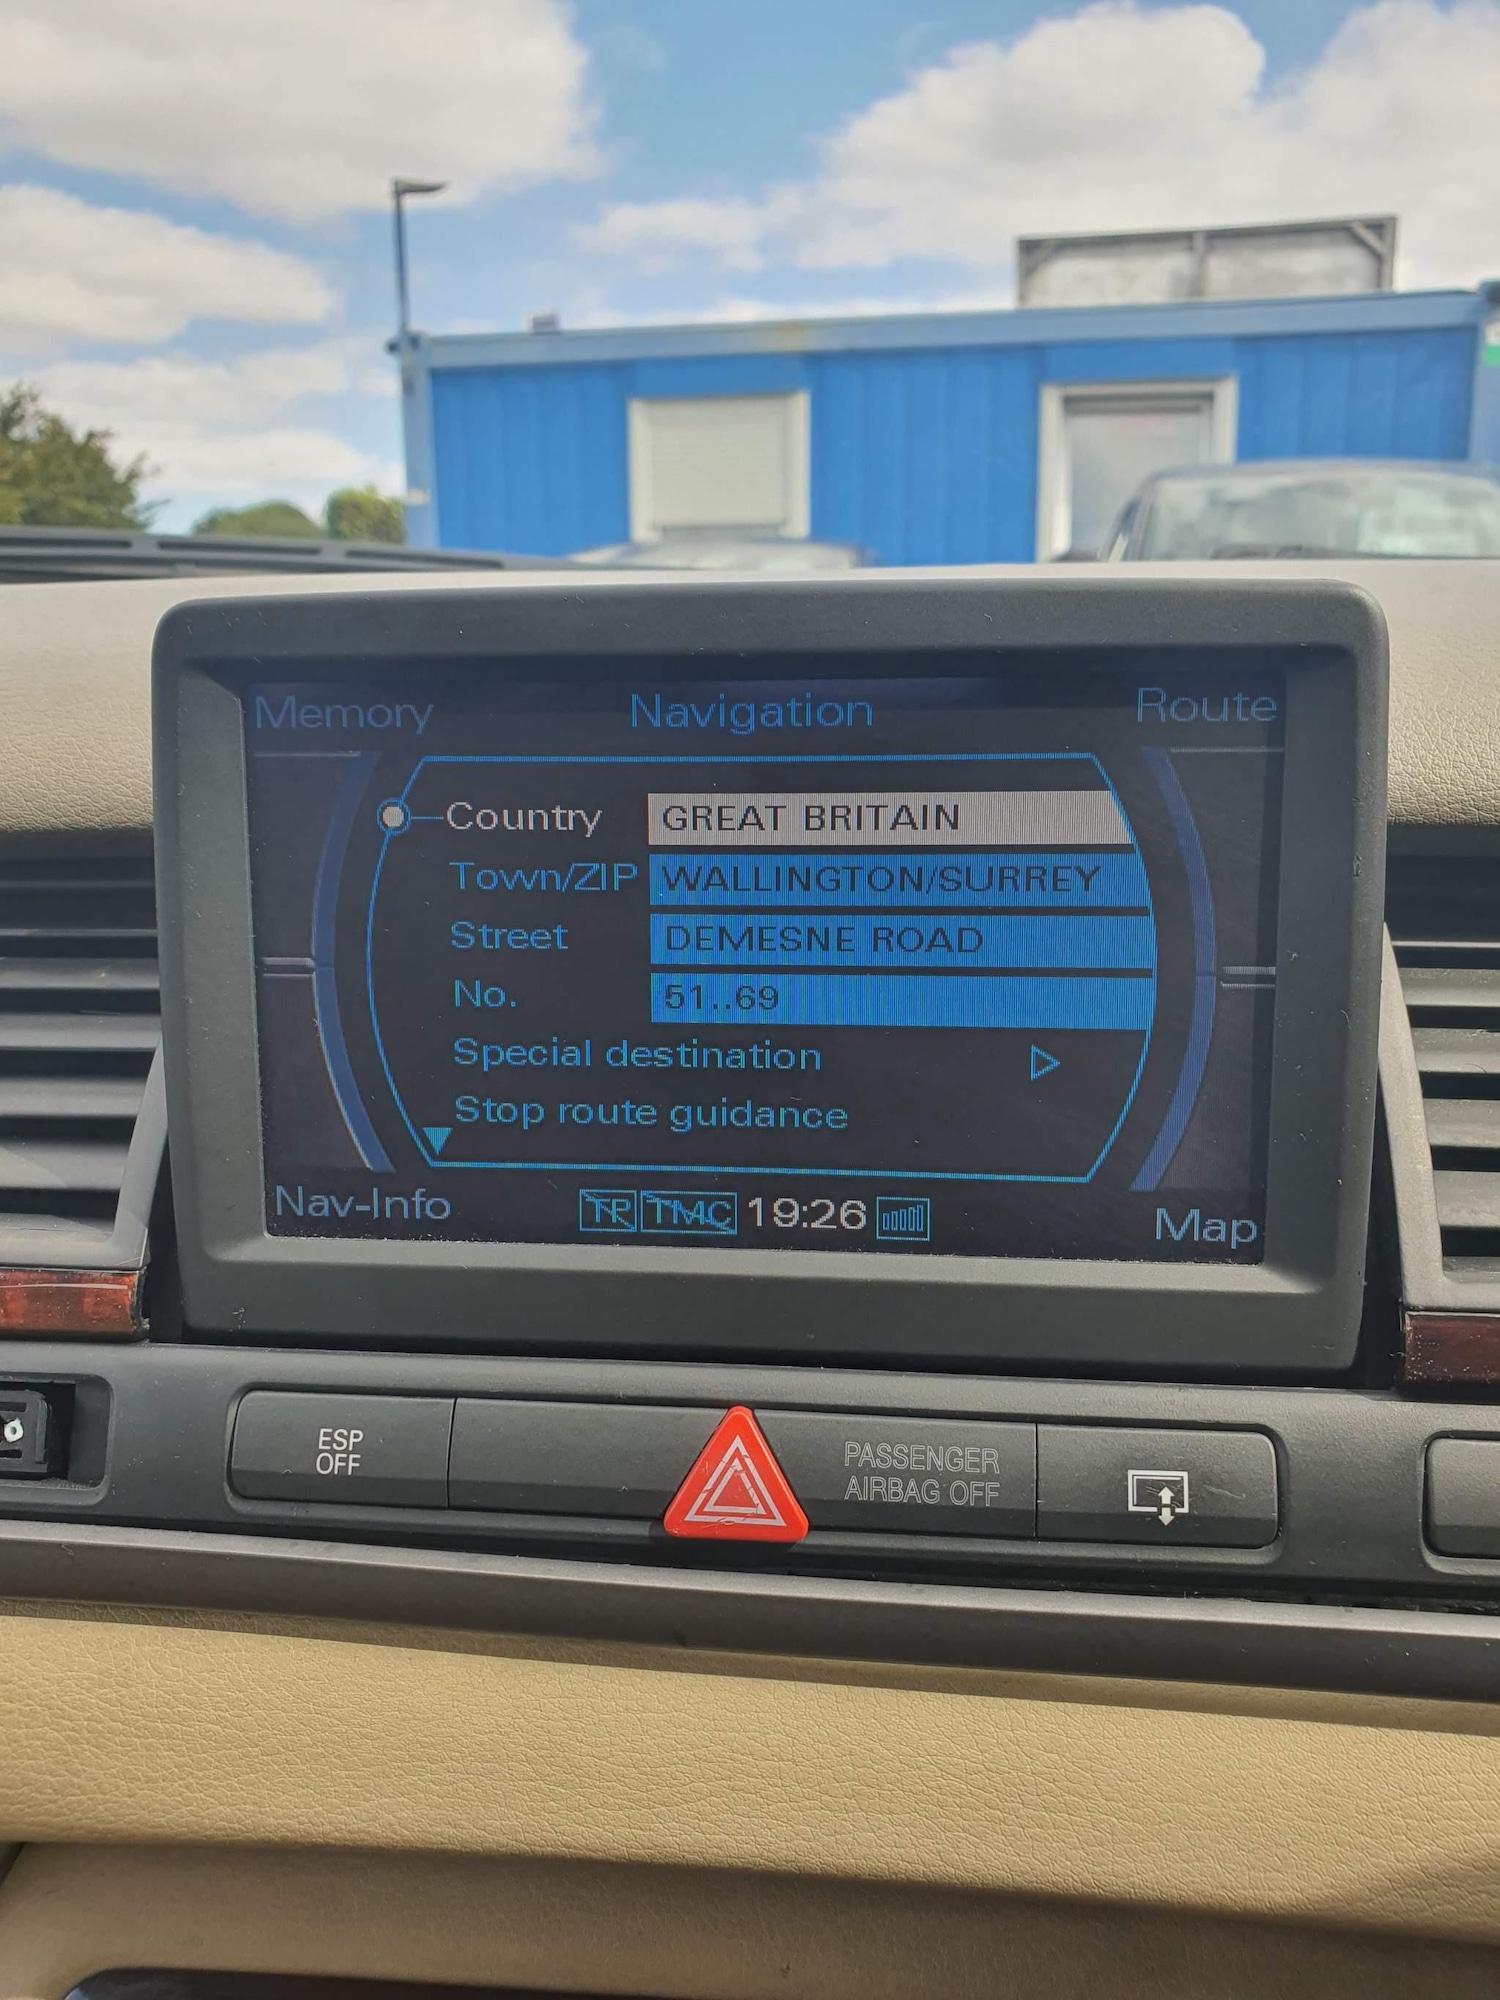 Memory Navigation Route
Country GREAT BRITAIN
Town/ZIP WALLINGTON/SURREY
Street DEMESNE ROAD
No. 51..69
Special destination
Stop route guidance
Nav-Info TP TMC 19:26 Map
ESP
OFF
PASSENGER
AIRBAG OFF